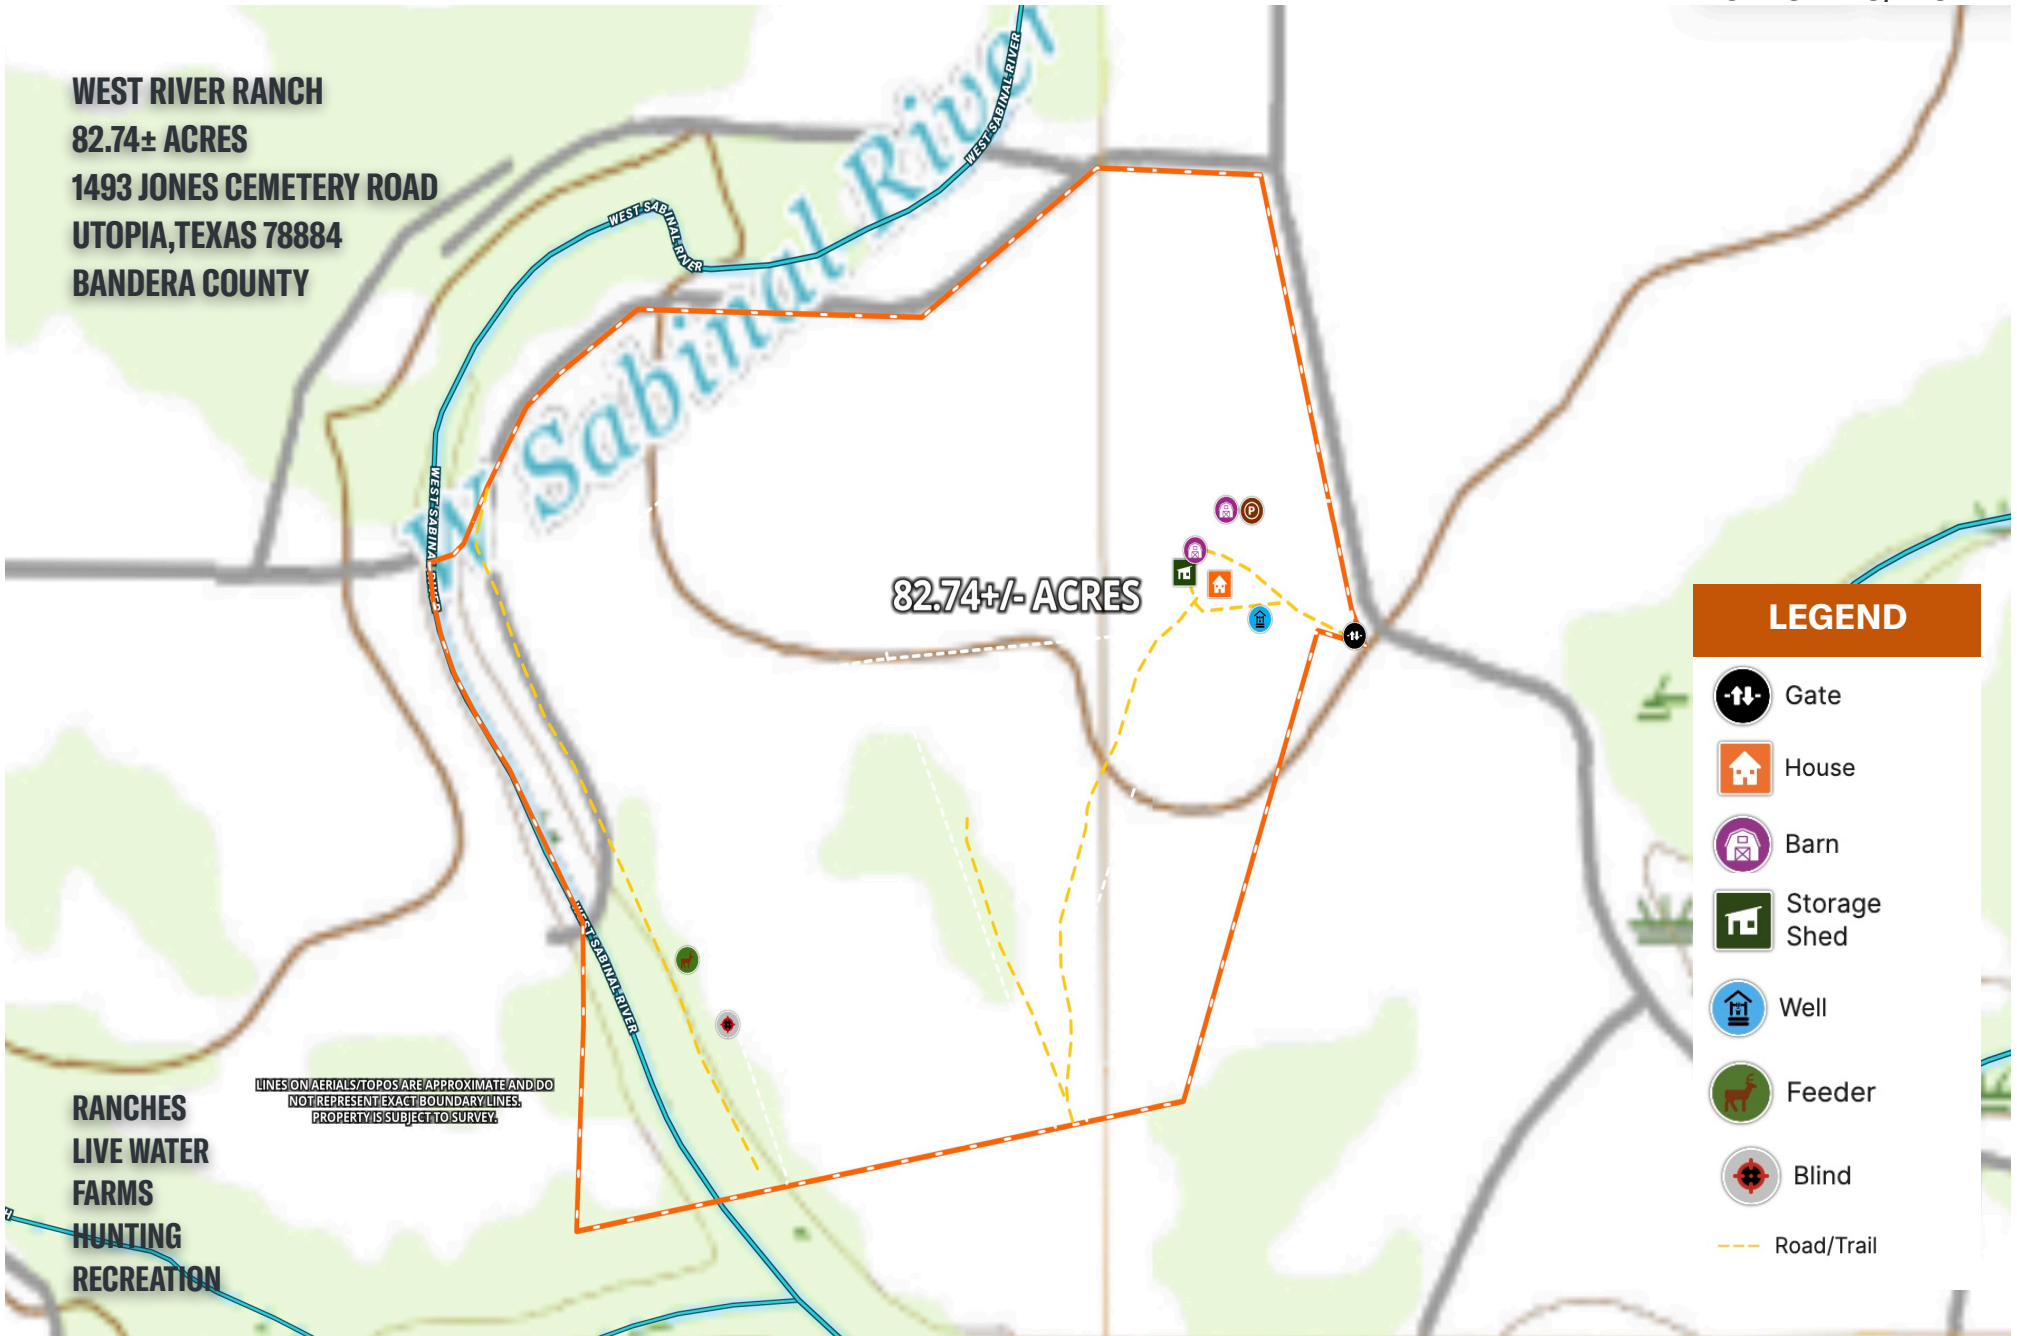 WEST RIVER RANCH
82.74± ACRES
1493 JONES CEMETERY ROAD
UTOPIA,TEXAS 78884
BANDERA COUNTY
WEST SABINAL RIVER
WEST SABINAL RIVER
W Sabinal River
WEST SABINAL RIVER
82.74+/- ACRES
P
WEST SABINAL RIVER
LINES ON AERIALS/TOPOS ARE APPROXIMATE AND DO
NOT REPRESENT EXACT BOUNDARY LINES.
PROPERTY IS SUBJECT TO SURVEY.
RANCHES
LIVE WATER
FARMS
HUNTING
RECREATION
LEGEND
Gate
House
Barn
Storage
Shed
Well
Feeder
Blind
Road/Trail